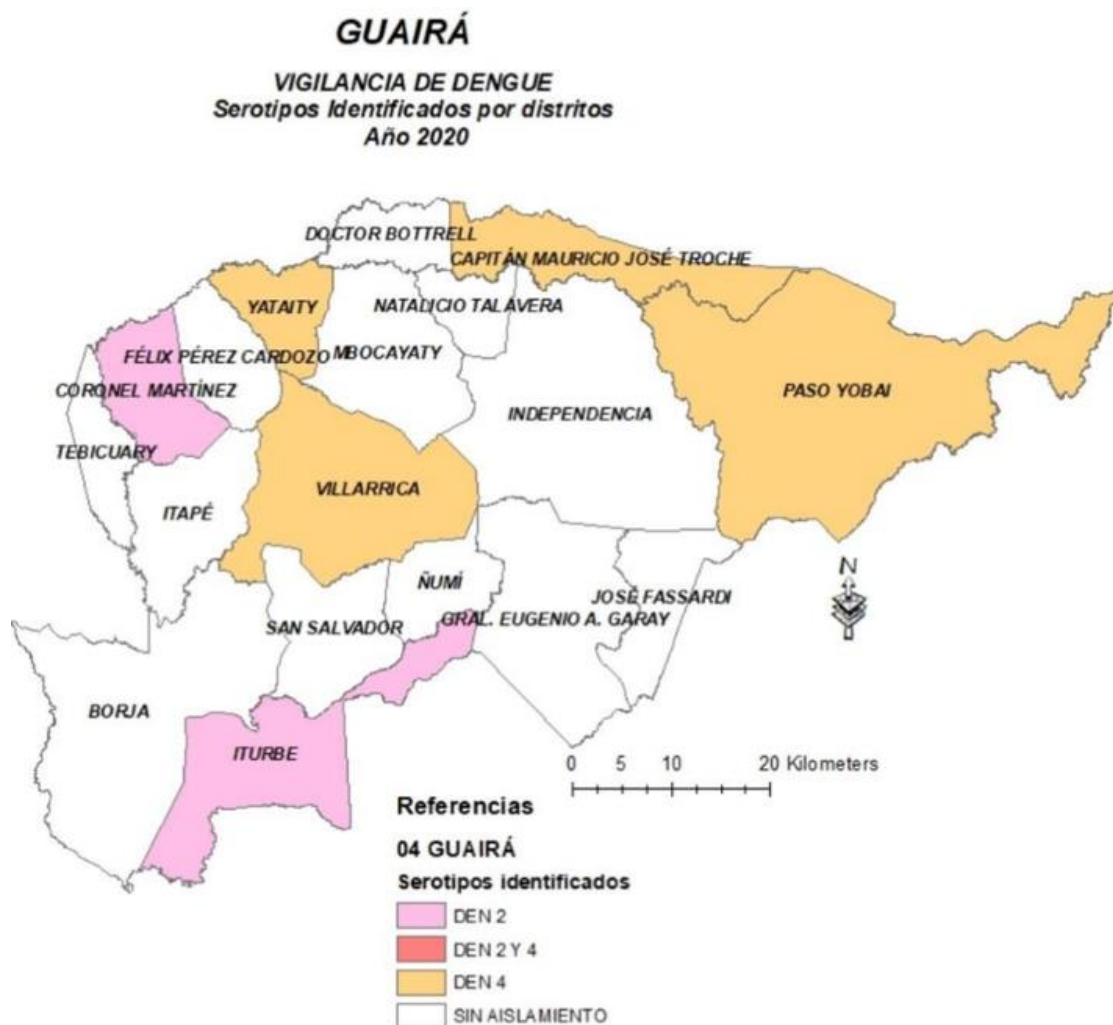 GUAIRÁ
VIGILANCIA DE DENGUE
Serotipos Identificados por distritos
Año 2020
DOCTOR BOTTRELL
CAPITÁN MAURICIO JOSÉ TROCHE
YATAITY
NATALICIO TALAVERA
FÉLIX PÉREZ CARDOZO
MBOCAYATY
CORONEL MARTÍNEZ
PASO YOBAI
INDEPENDENCIA
TEBICUARY
VILLARRICA
ITAPÉ
N
ÑUMÍ
JOSÉ FASSARDI
SAN SALVADOR
GRAL. EUGENIO A. GARAY
BORJA
ITURBE
0 5 10 20 Kilometers
Referencias
04 GUAIRÁ
Serotipos identificados
DEN 2
DEN 2 Y 4
DEN 4
SIN AISLAMIENTO